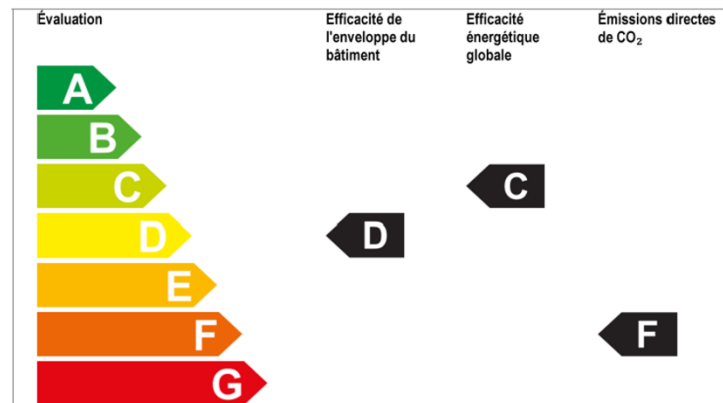 Évaluation
Efficacité de
l'enveloppe du
bâtiment
Efficacité
énergétique
globale
Émissions directes
de CO₂
A
B
C
C
D
D
E
F
F
G